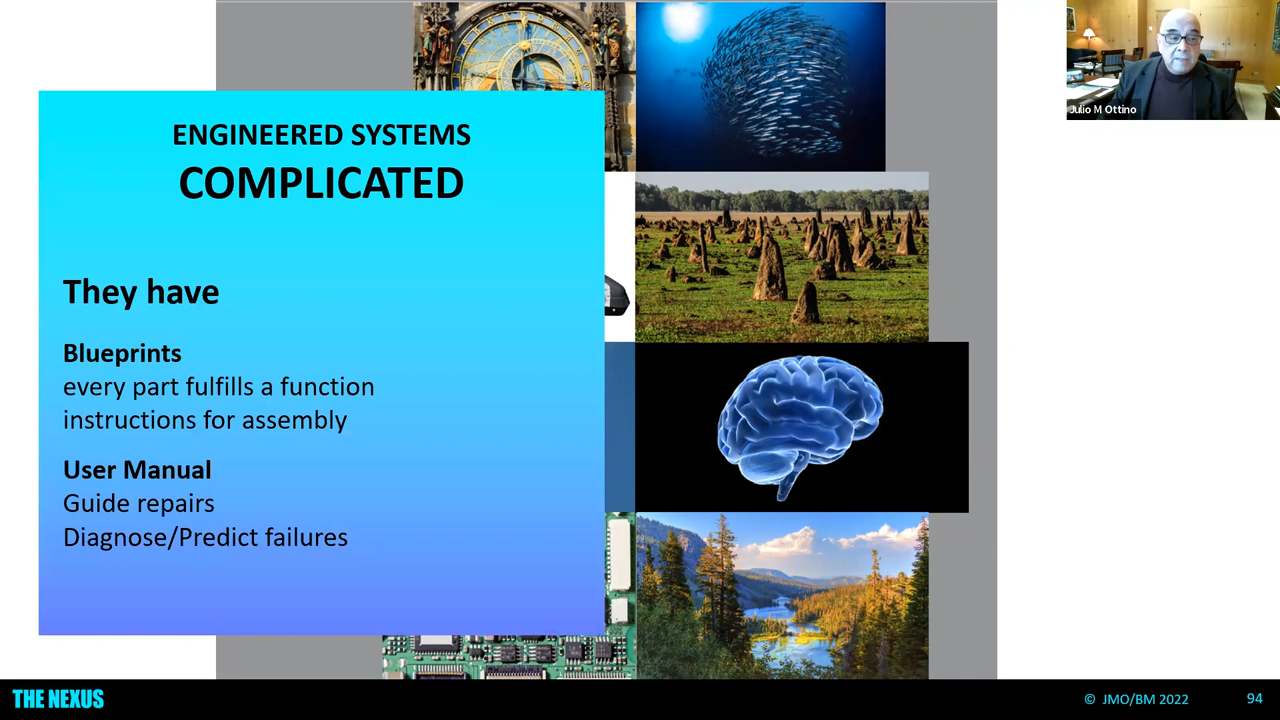 ENGINEERED SYSTEMS
COMPLICATED
They have
Blueprints
every part fulfills a function
instructions for assembly
User Manual
Guide repairs
Diagnose/Predict failures
Julio M Ottino
THE NEXUS
© JMO/BM 2022
94